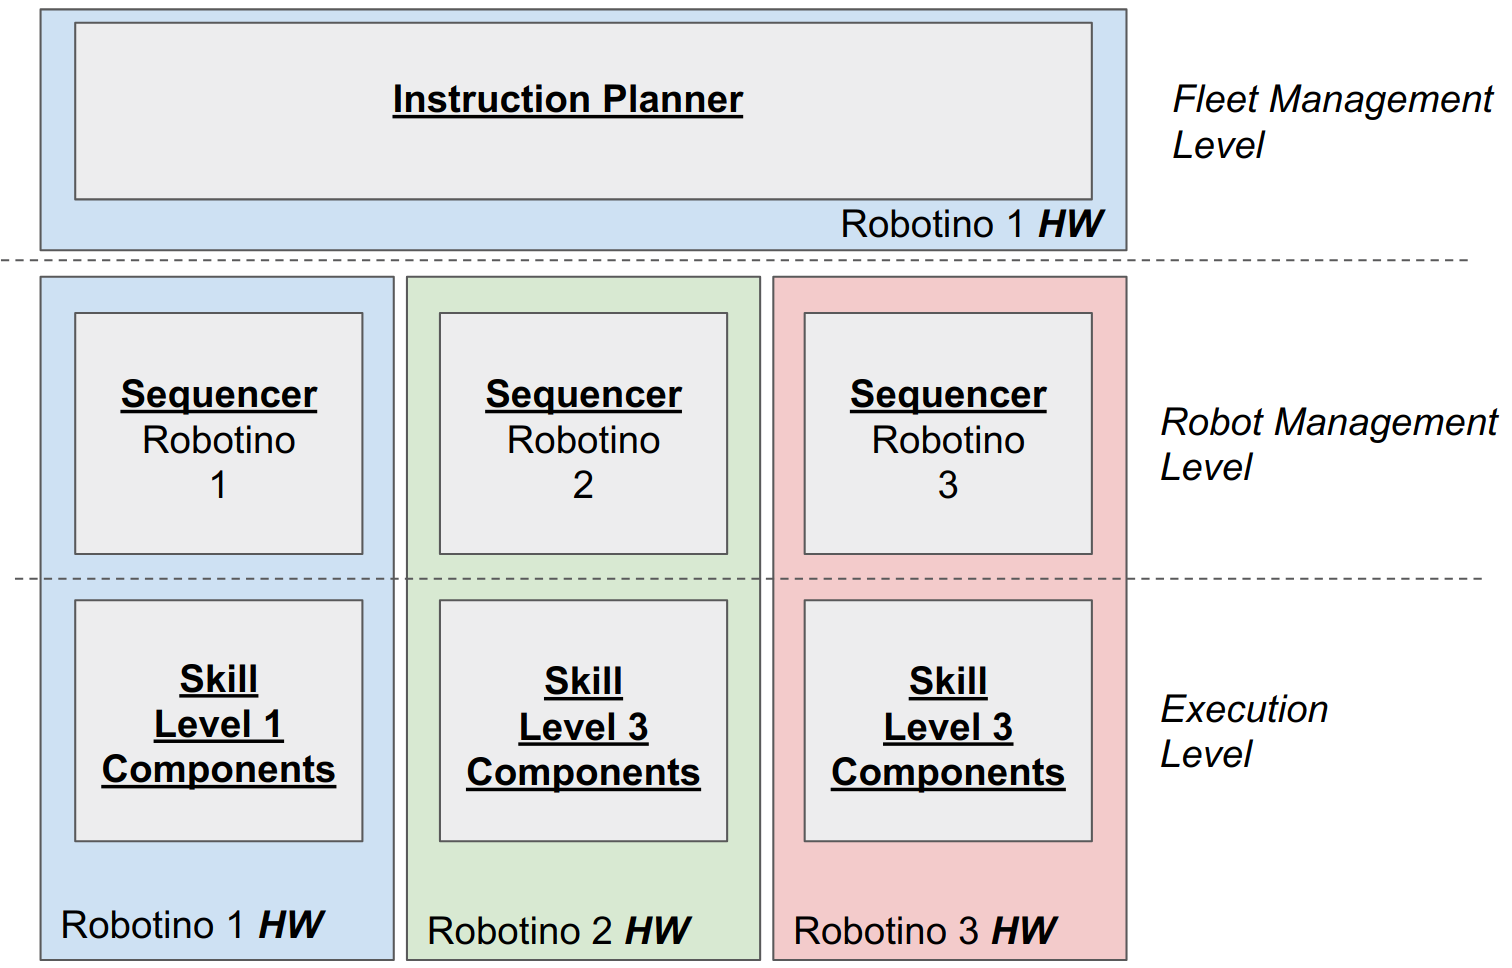 Instruction Planner
Fleet Management
Level
Robotino 1 HW
Sequencer
Robotino
1
Sequencer
Robotino
2
Sequencer
Robotino
3
Robot Management
Level
Skill
Level 1
Components
Skill
Level 3
Components
Skill
Level 3
Components
Execution
Level
Robotino 1 HW
Robotino 2 HW
Robotino 3 HW